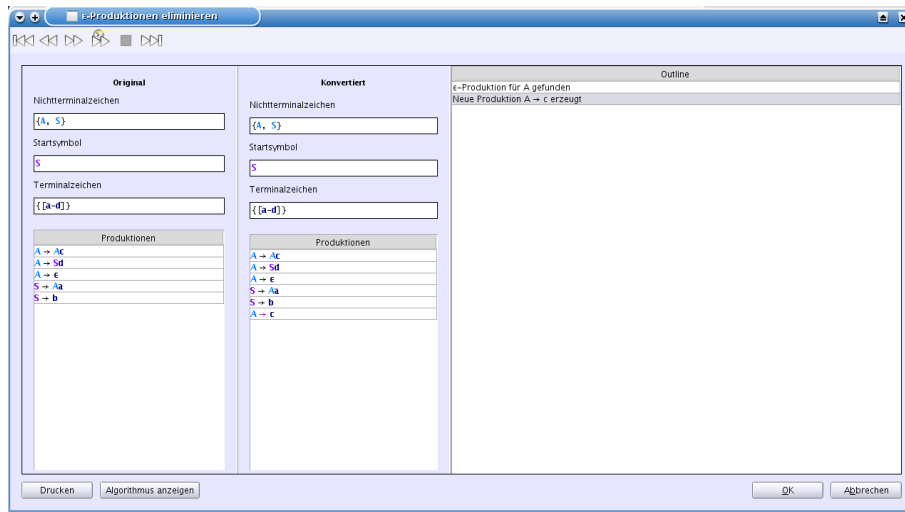 ε-Produktionen eliminieren
Original
Nichtterminalzeichen
{A, S}
Startsymbol
S
Terminalzeichen
{[a-d]}
Produktionen
A → Ac
A → Sd
A → ε
S → Aa
S → b
Konvertiert
Nichtterminalzeichen
{A, S}
Startsymbol
S
Terminalzeichen
{[a-d]}
Produktionen
A → Ac
A → Sd
A → ε
S → Aa
S → b
A → c
Outline
ε-Produktion für A gefunden
Neue Produktion A → c erzeugt
Drucken
Algorithmus anzeigen
OK
Abbrechen